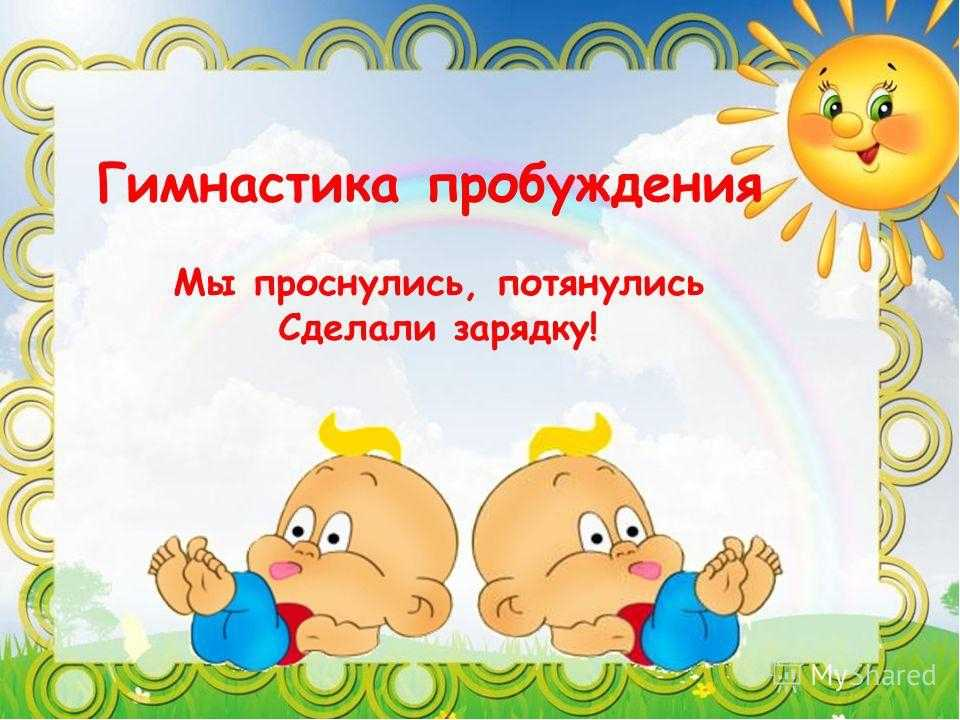 Гимнастика пробуждения
Мы проснулись, потянулись
Сделали зарядку!
MyShared